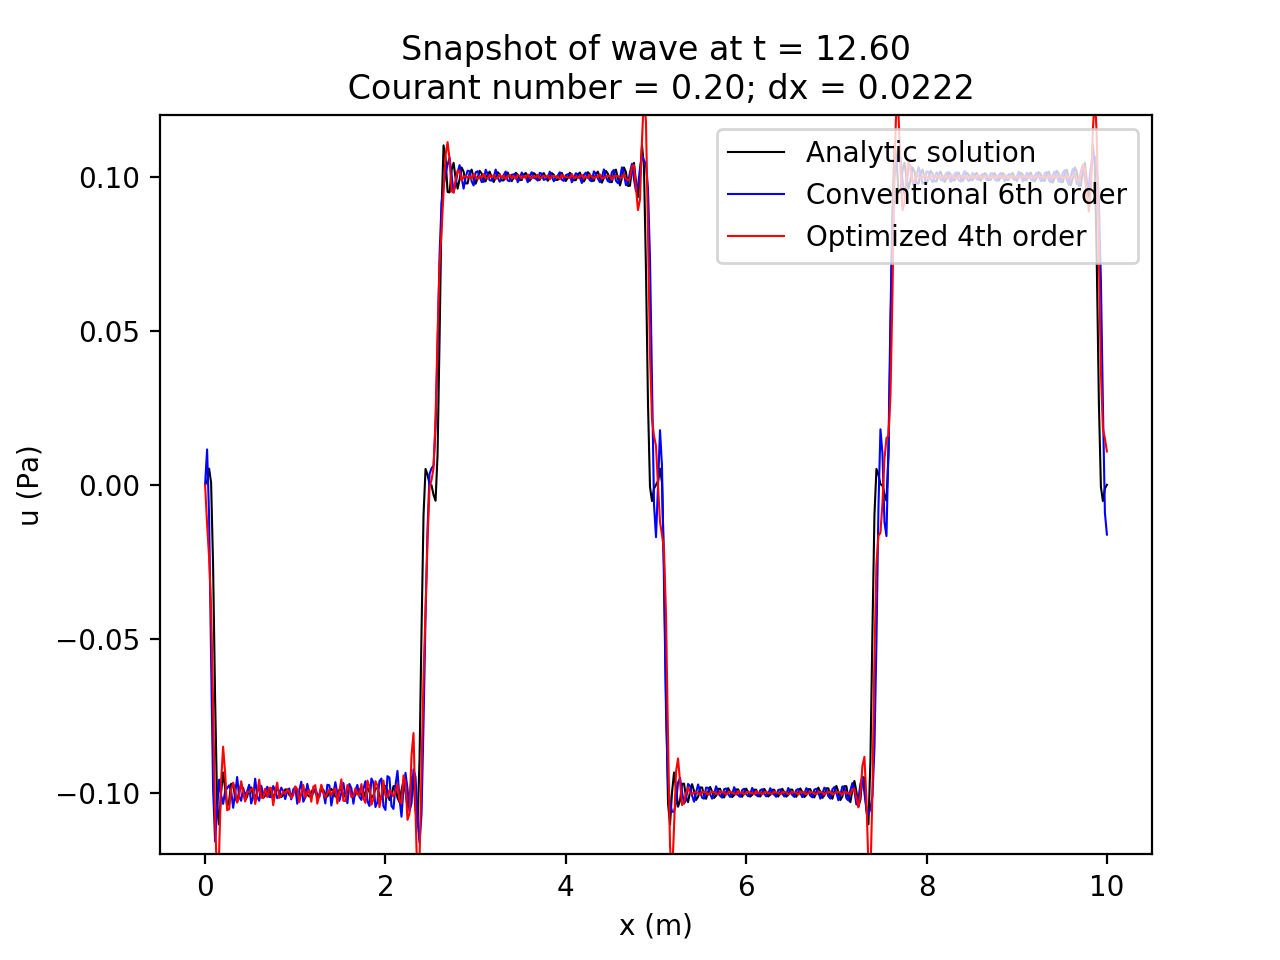 Snapshot of wave at t = 12.60
Courant number = 0.20; dx = 0.0222
Analytic solution
Conventional 6th order
Optimized 4th order
0.10
0.05
0.00
−0.05
−0.10
u (Pa)
0 2 4 6 8 10
x (m)